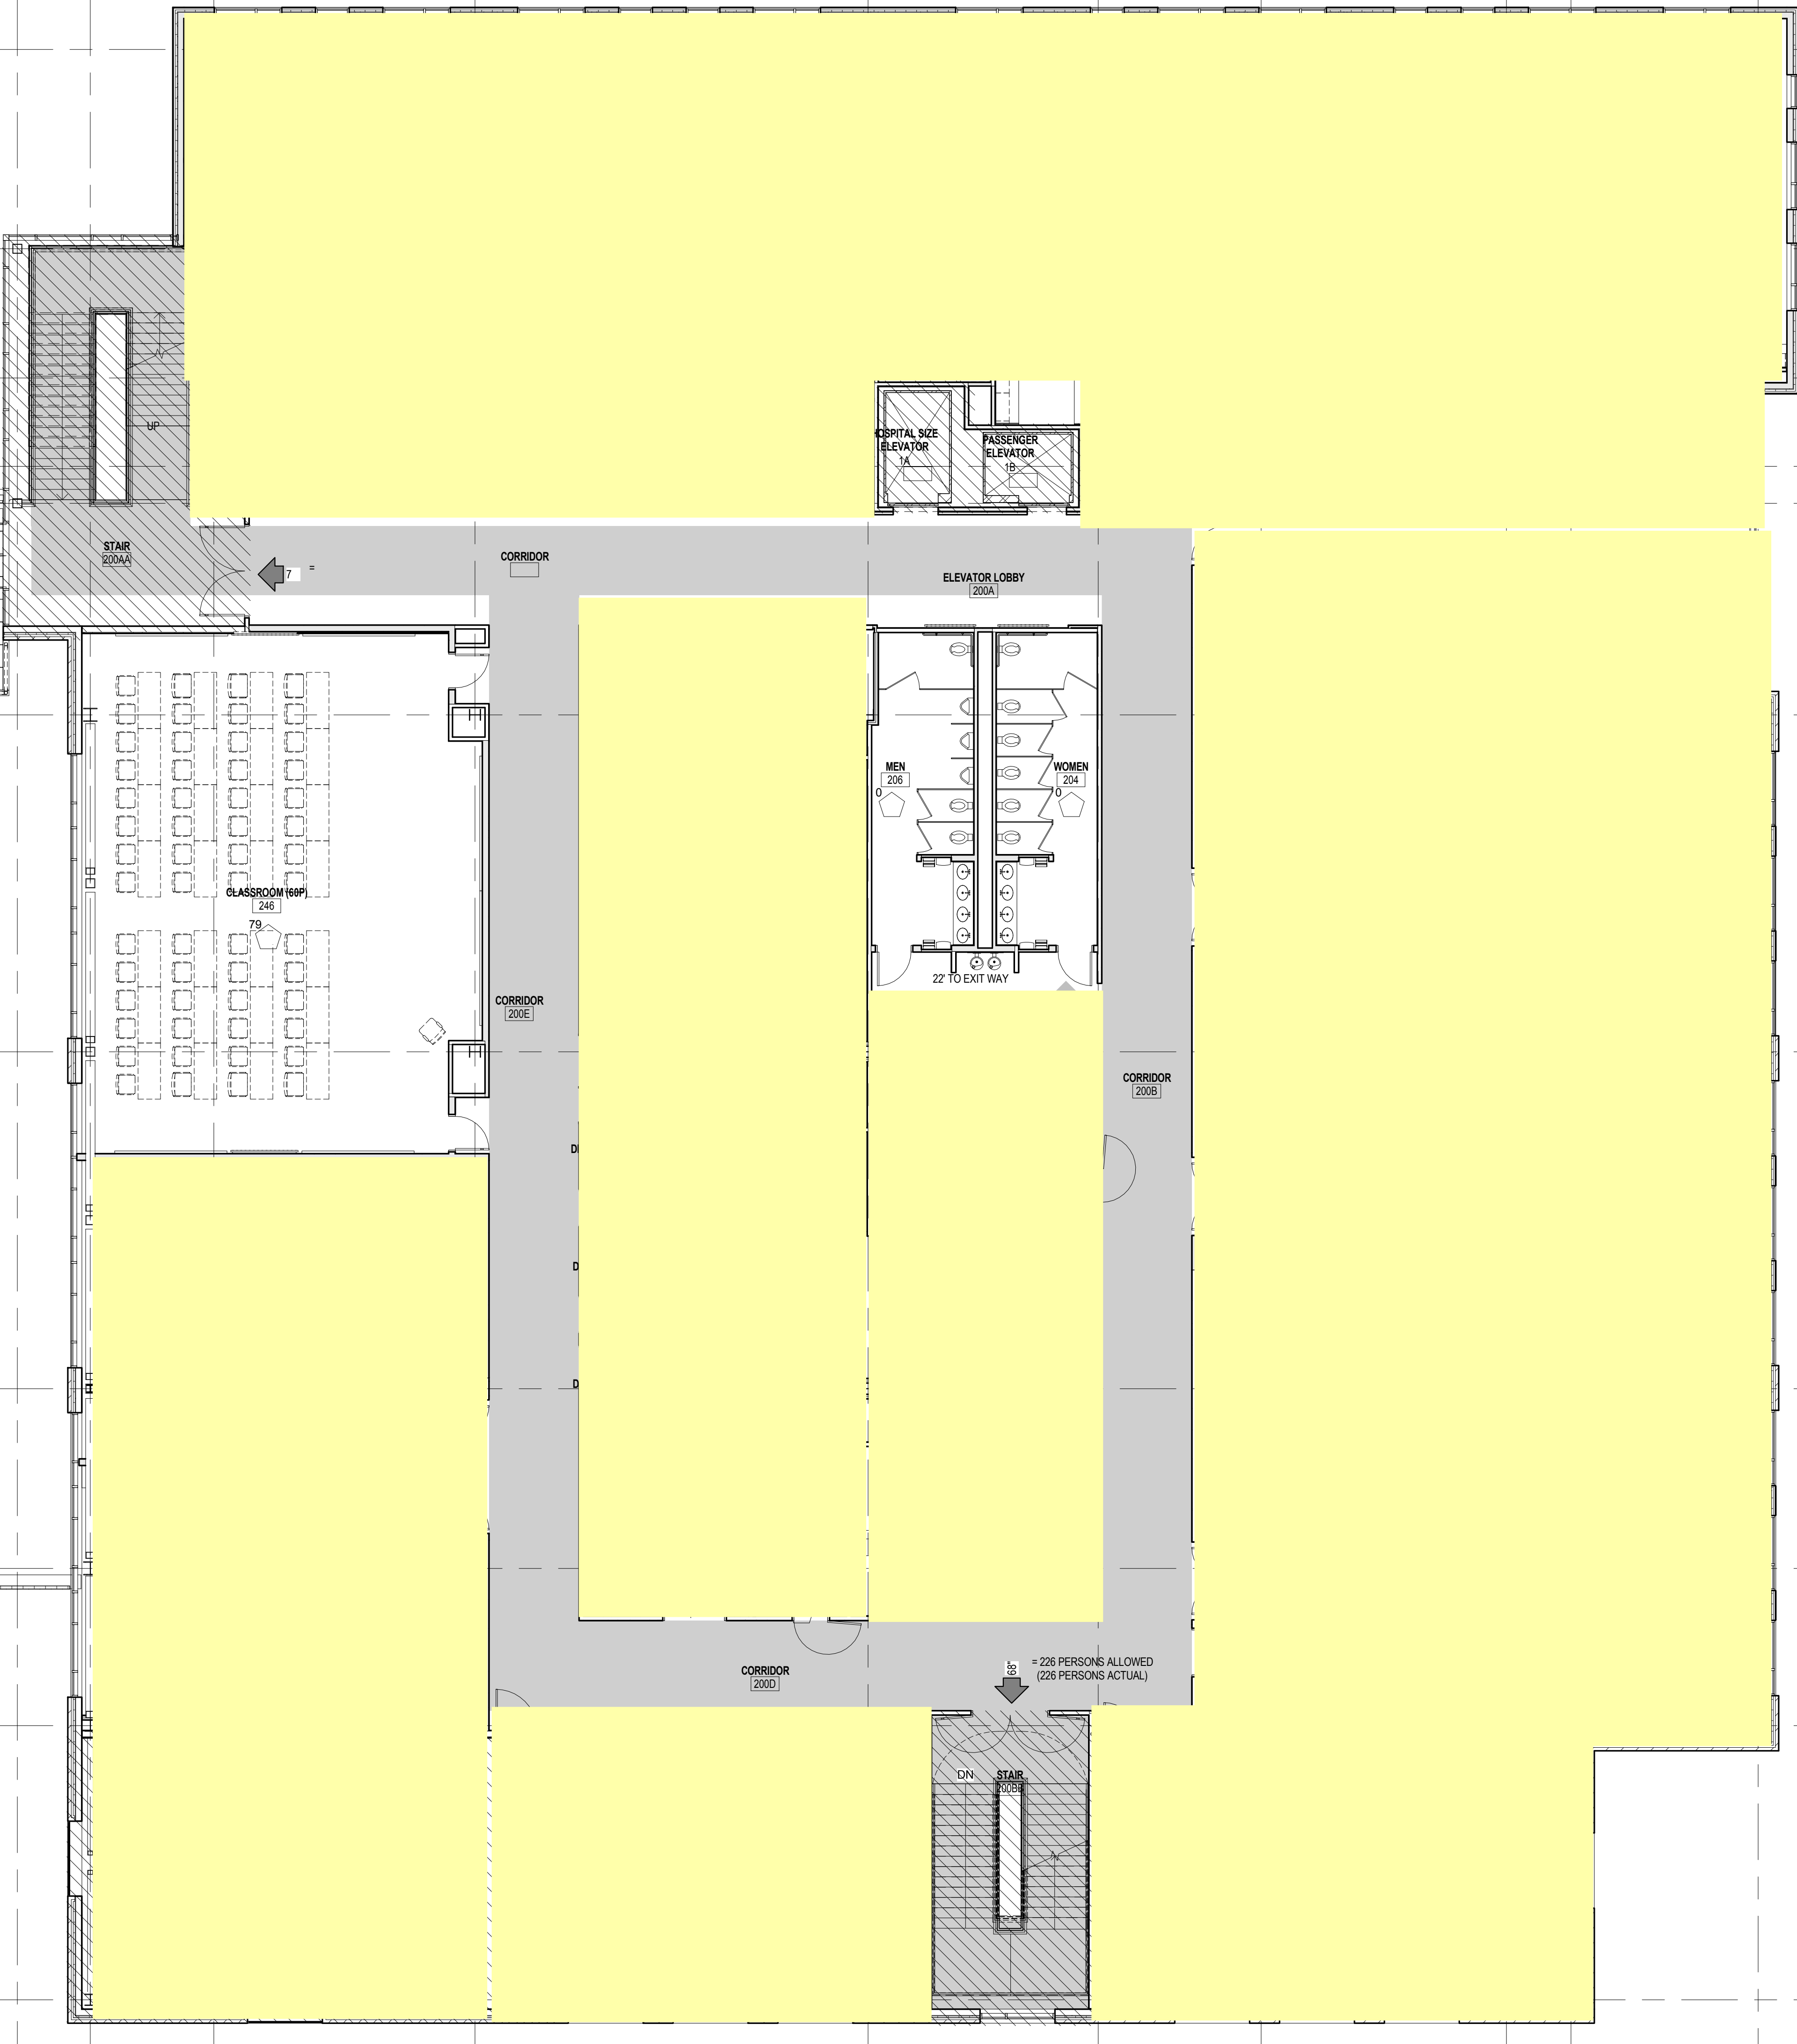 UP
HOSPITAL SIZE
ELEVATOR
1A
PASSENGER
ELEVATOR
1B
STAIR
200AA
7
=
CORRIDOR
ELEVATOR LOBBY
200A
MEN
206
0
WOMEN
204
0
CLASSROOM (60P)
246
79
22' TO EXIT WAY
CORRIDOR
200E
CORRIDOR
200B
D
D
D
CORRIDOR
200D
68"
= 226 PERSONS ALLOWED
(226 PERSONS ACTUAL)
DN
STAIR
200BB